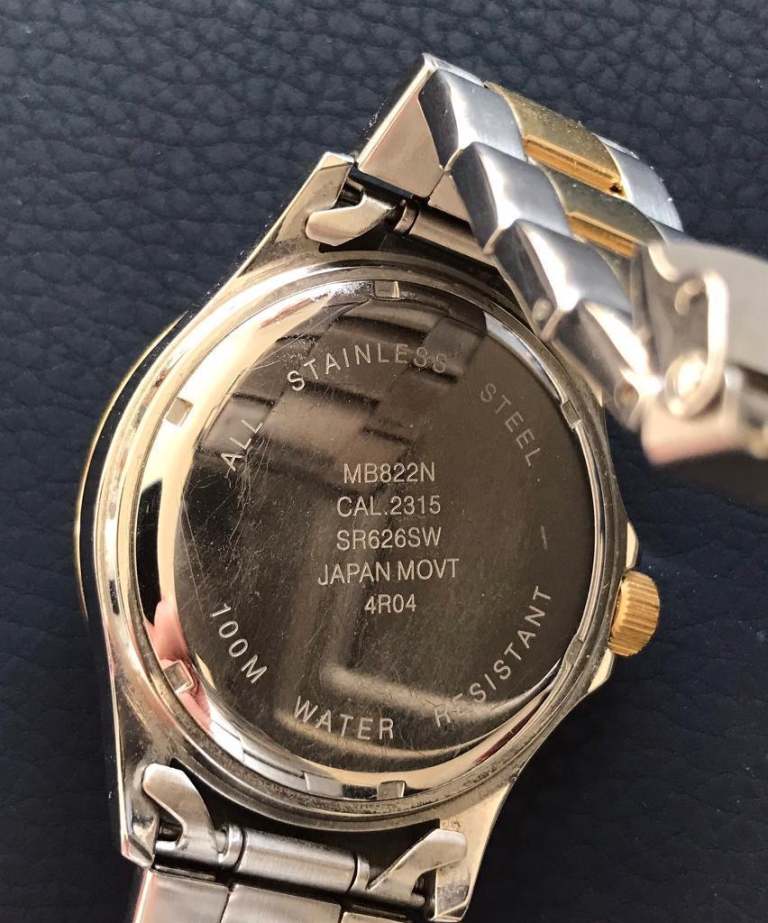 ALL STAINLESS STEEL
MB822N
CAL.2315
SR626SW
JAPAN MOVT
4R04
100M WATER RESISTANT